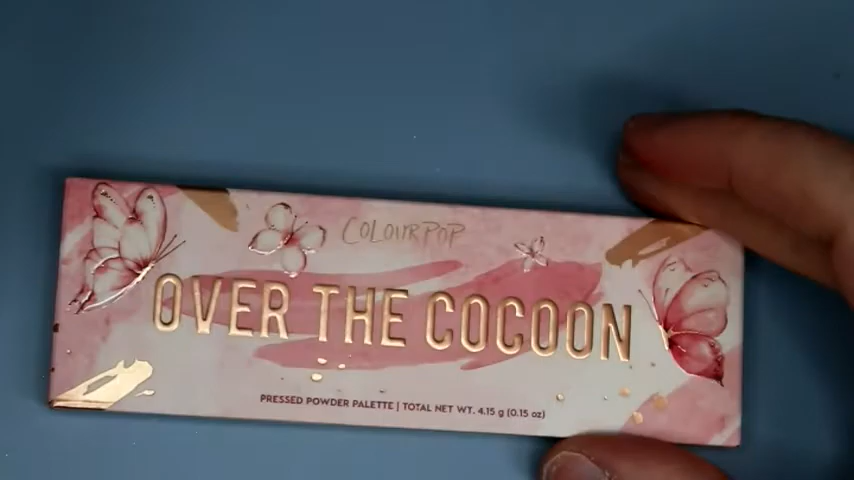 COLOURPOP
OVER THE COCOON
PRESSED POWDER PALETTE | TOTAL NET WT. 4.15 g (0.15 oz)